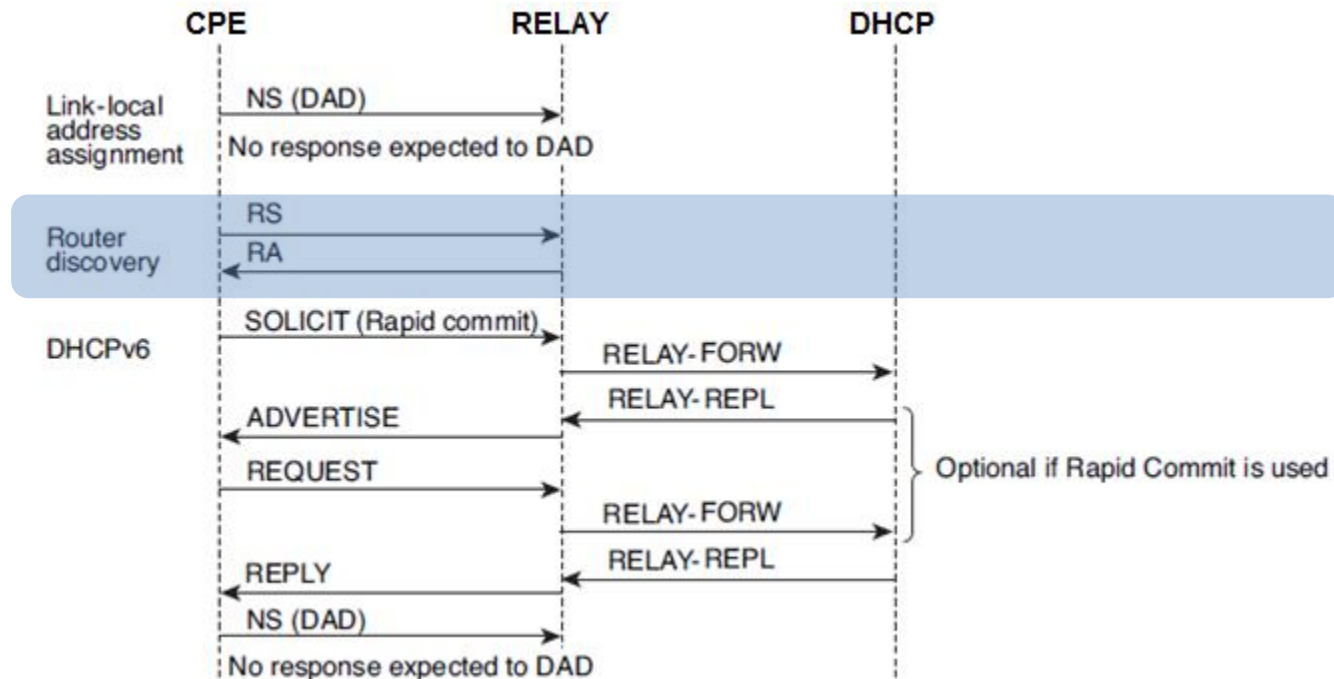 CPE RELAY DHCP
Link-local
address
assignment
NS (DAD)
No response expected to DAD
Router
discovery
RS
RA
DHCPv6
SOLICIT (Rapid commit)
RELAY-FORW
RELAY-REPL
ADVERTISE
REQUEST
Optional if Rapid Commit is used
RELAY-FORW
RELAY-REPL
REPLY
NS (DAD)
No response expected to DAD